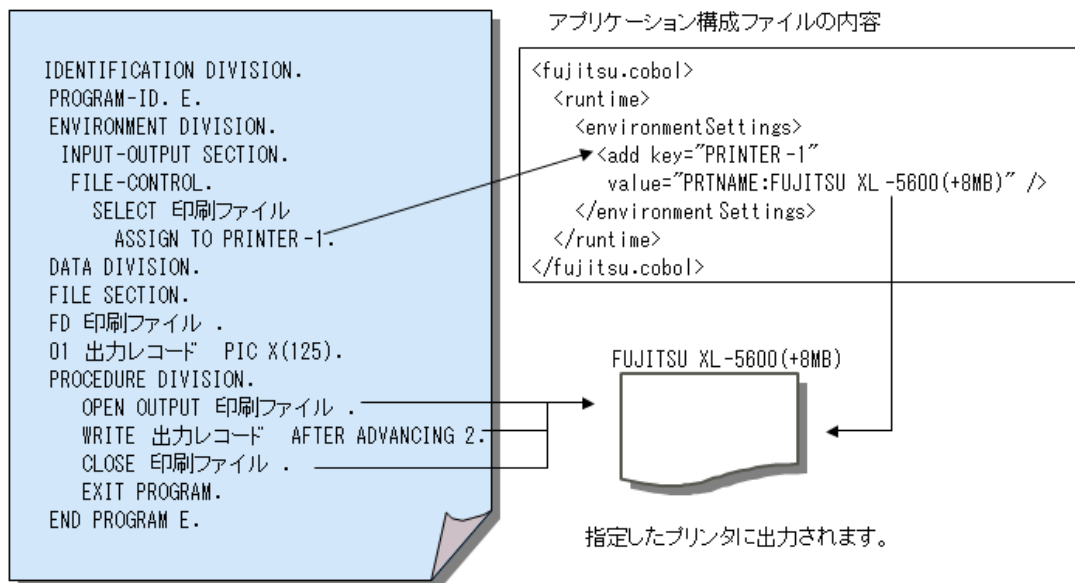 IDENTIFICATION DIVISION.
PROGRAM-ID. E.
ENVIRONMENT DIVISION.
INPUT-OUTPUT SECTION.
FILE-CONTROL.
SELECT 印刷ファイル
ASSIGN TO PRINTER-1.
DATA DIVISION.
FILE SECTION.
FD 印刷ファイル .
01 出力レコード PIC X(125).
PROCEDURE DIVISION.
OPEN OUTPUT 印刷ファイル .
WRITE 出力レコード AFTER ADVANCING 2.
CLOSE 印刷ファイル .
EXIT PROGRAM.
END PROGRAM E.
アプリケーション構成ファイルの内容
<fujitsu.cobol>
<runtime>
<environmentSettings>
<add key="PRINTER-1"
value="PRTNAME:FUJITSU XL-5600(+8MB)" />
</environmentSettings>
</runtime>
</fujitsu.cobol>
FUJITSU XL-5600(+8MB)
指定したプリンタに出力されます。